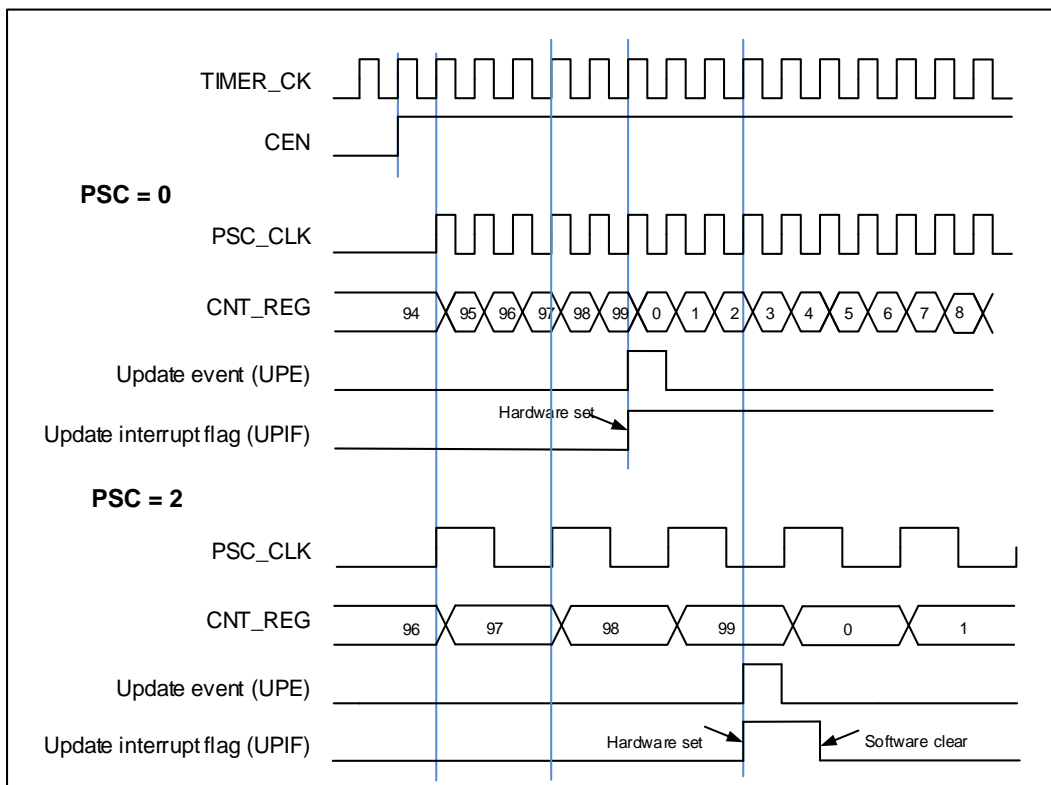 TIMER_CK
CEN
PSC = 0
PSC_CLK
CNT_REG 94 95 96 97 98 99 0 1 2 3 4 5 6 7 8
Update event (UPE)
Hardware set
Update interrupt flag (UPIF)
PSC = 2
PSC_CLK
CNT_REG 96 97 98 99 0 1
Update event (UPE)
Update interrupt flag (UPIF) Hardware set Software clear